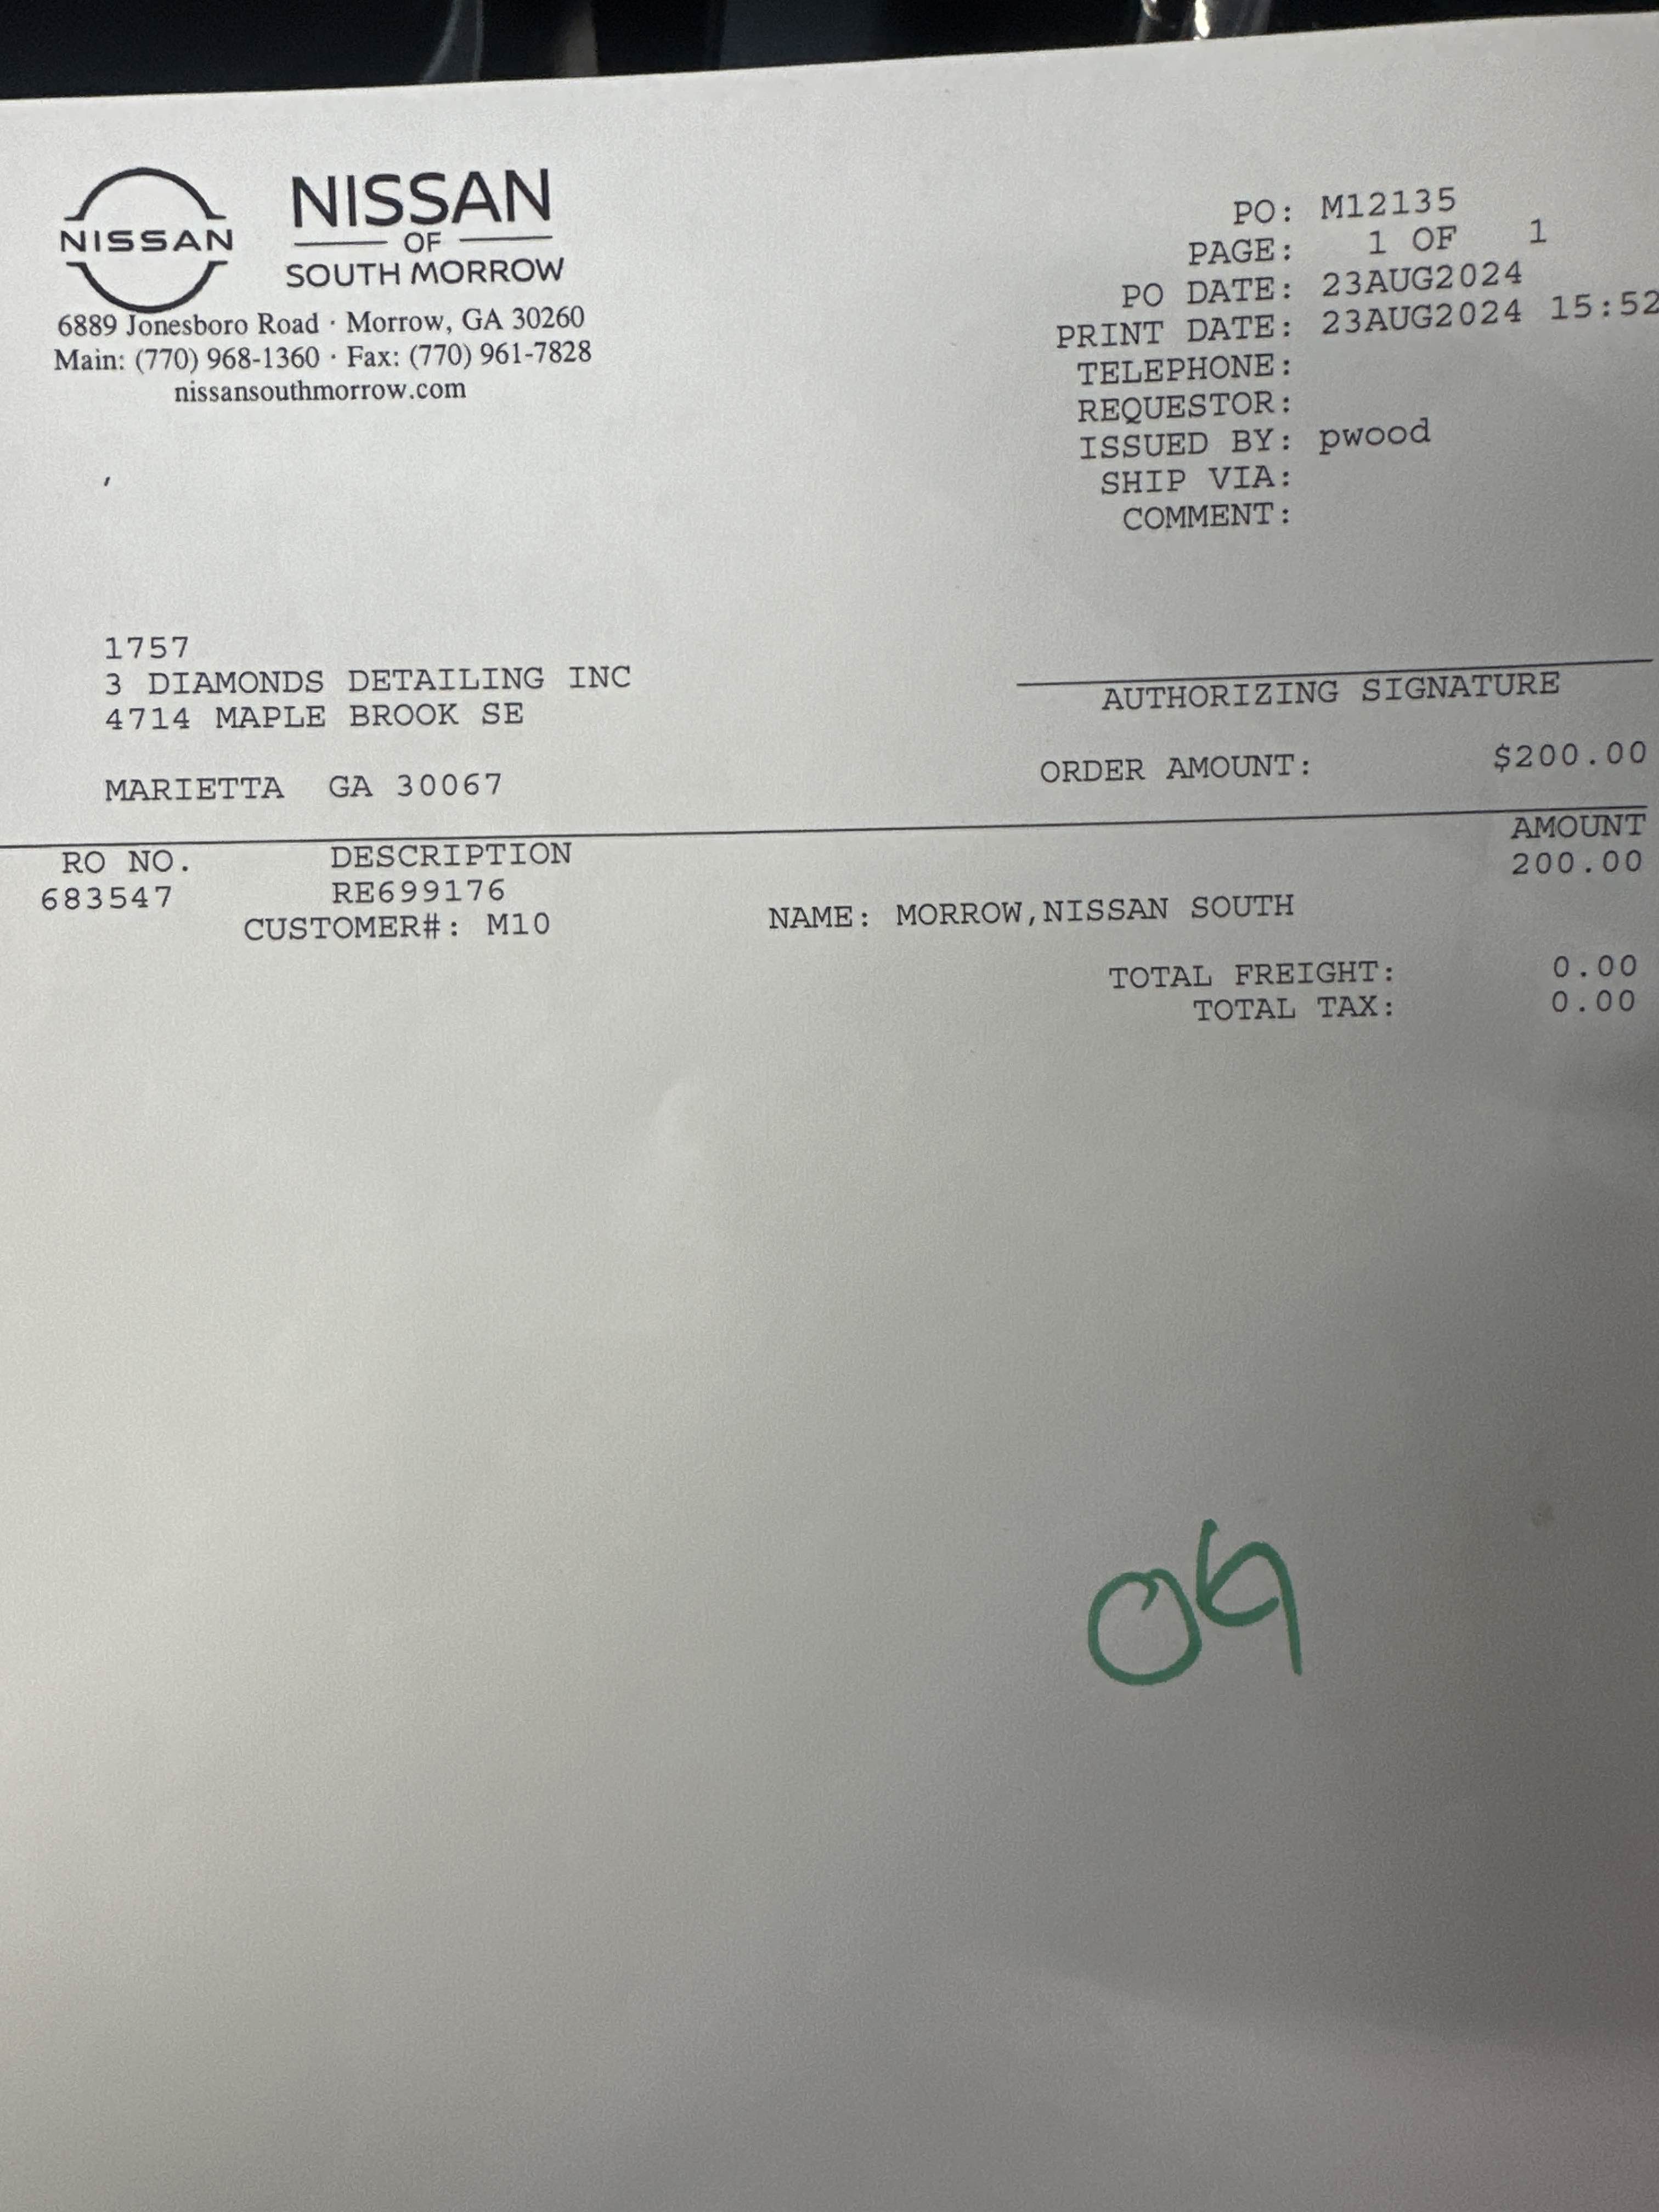 NISSAN
NISSAN
OF
SOUTH MORROW
6889 Jonesboro Road · Morrow, GA 30260
Main: (770) 968-1360 · Fax: (770) 961-7828
nissansouthmorrow.com
PO: M12135
PAGE: 1 OF 1
PO DATE: 23AUG2024
PRINT DATE: 23AUG2024 15:52
TELEPHONE:
REQUESTOR:
ISSUED BY: pwood
SHIP VIA:
COMMENT:
,
1757
3 DIAMONDS DETAILING INC
4714 MAPLE BROOK SE
MARIETTA GA 30067
AUTHORIZING SIGNATURE
ORDER AMOUNT: $200.00
RO NO. DESCRIPTION AMOUNT
683547 RE699176 200.00
CUSTOMER#: M10 NAME: MORROW,NISSAN SOUTH
TOTAL FREIGHT: 0.00
TOTAL TAX: 0.00